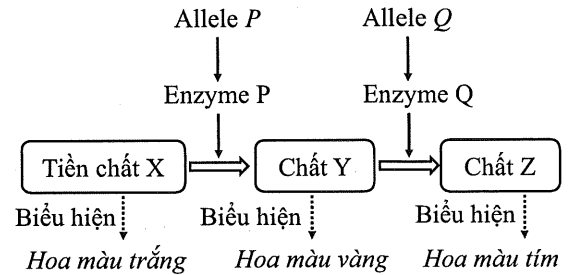 Allele P Allele Q
Enzyme P Enzyme Q
Tiền chất X Chất Y Chất Z
Biểu hiện Biểu hiện Biểu hiện
Hoa màu trắng Hoa màu vàng Hoa màu tím